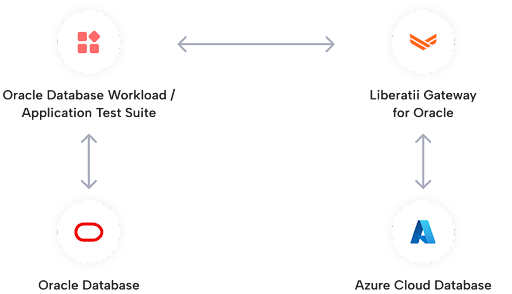 Oracle Database Workload /
Application Test Suite
Liberatii Gateway
for Oracle
Oracle Database
Azure Cloud Database